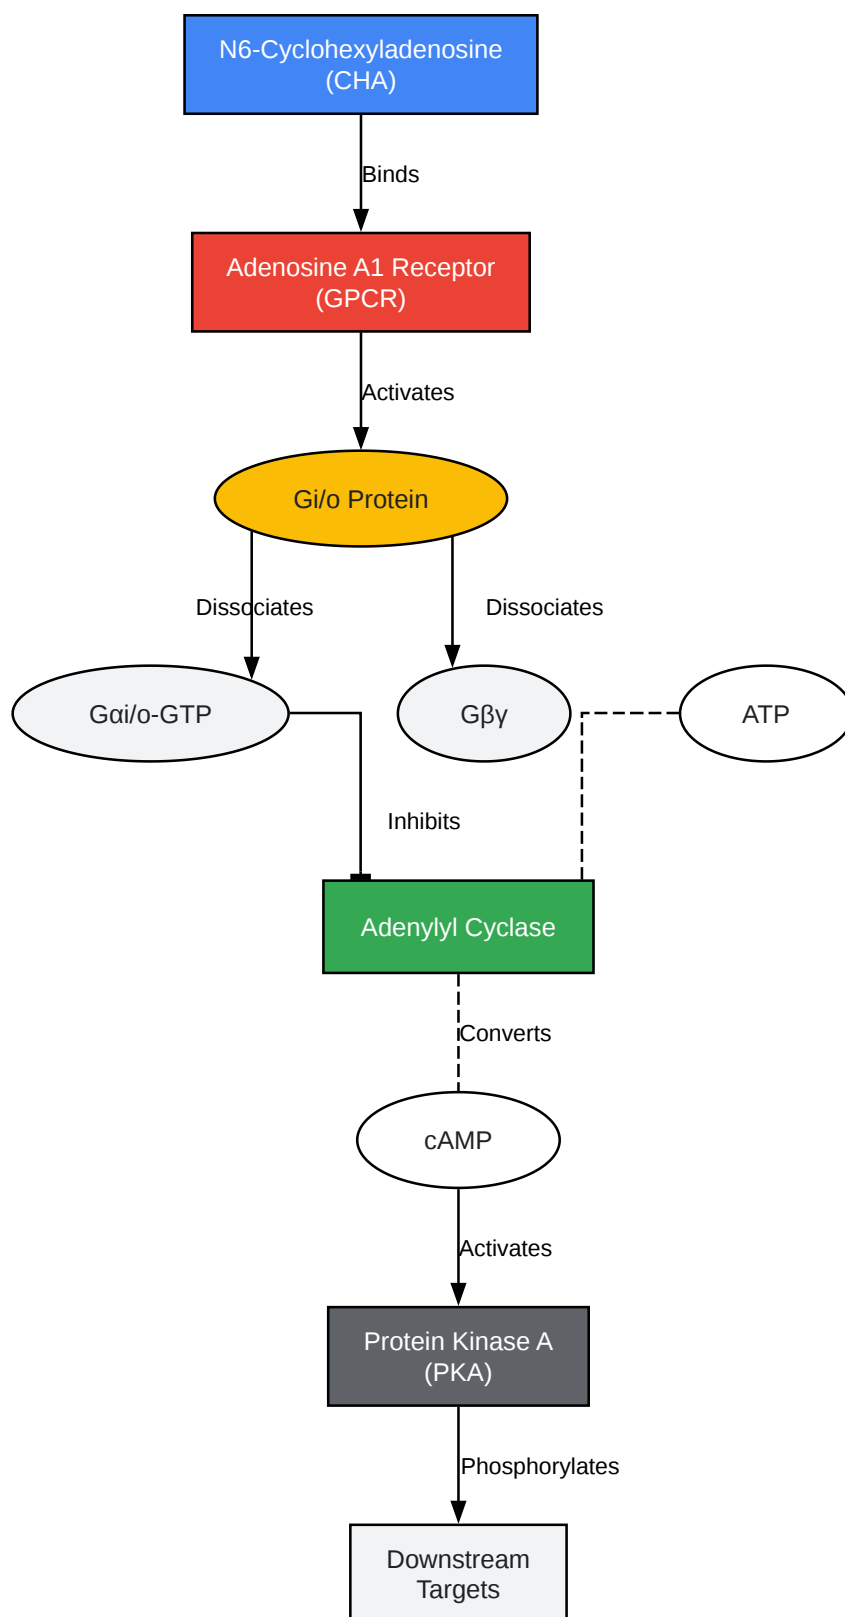 N6-Cyclohexyladenosine
(CHA)
Binds
Adenosine A1 Receptor
(GPCR)
Activates
Gi/o Protein
Dissociates
Dissociates
Gαi/o-GTP
Gβγ
ATP
Inhibits
Adenylyl Cyclase
Converts
cAMP
Activates
Protein Kinase A
(PKA)
Phosphorylates
Downstream
Targets